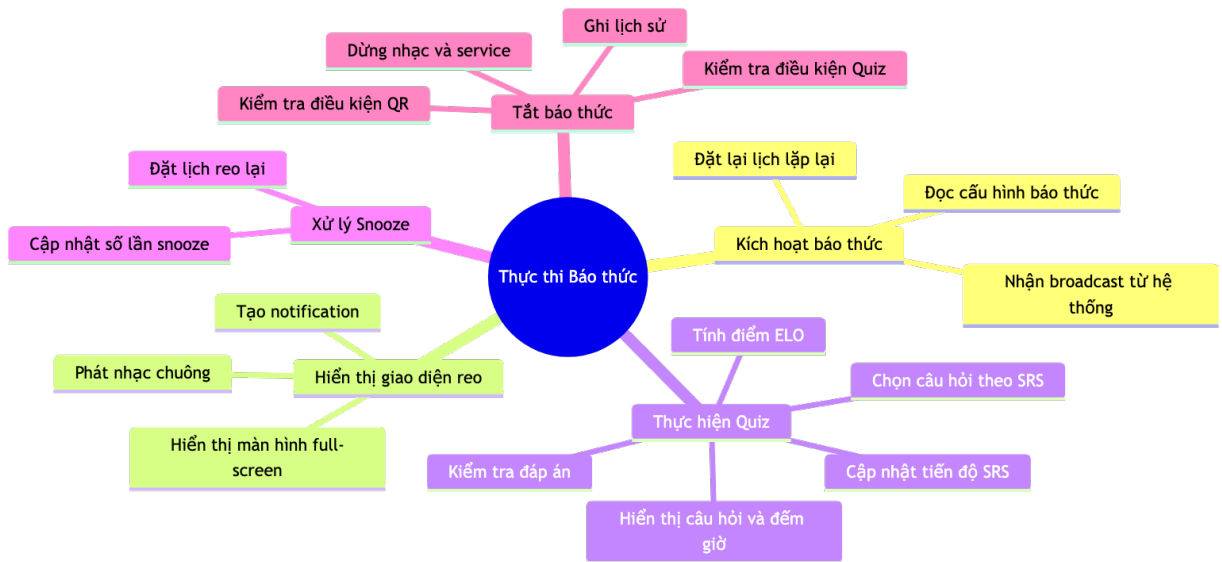 Ghi lịch sử
Dừng nhạc và service
Kiểm tra điều kiện Quiz
Kiểm tra điều kiện QR
Tắt báo thức
Đặt lịch reo lại
Đặt lại lịch lặp lại
Đọc cấu hình báo thức
Xử lý Snooze
Cập nhật số lần snooze
Kích hoạt báo thức
Thực thi Báo thức
Nhận broadcast từ hệ
thống
Tạo notification
Tính điểm ELO
Phát nhạc chuông
Hiển thị giao diện reo
Chọn câu hỏi theo SRS
Thực hiện Quiz
Hiển thị màn hình full-
screen
Kiểm tra đáp án
Cập nhật tiến độ SRS
Hiển thị câu hỏi và đếm
giờ